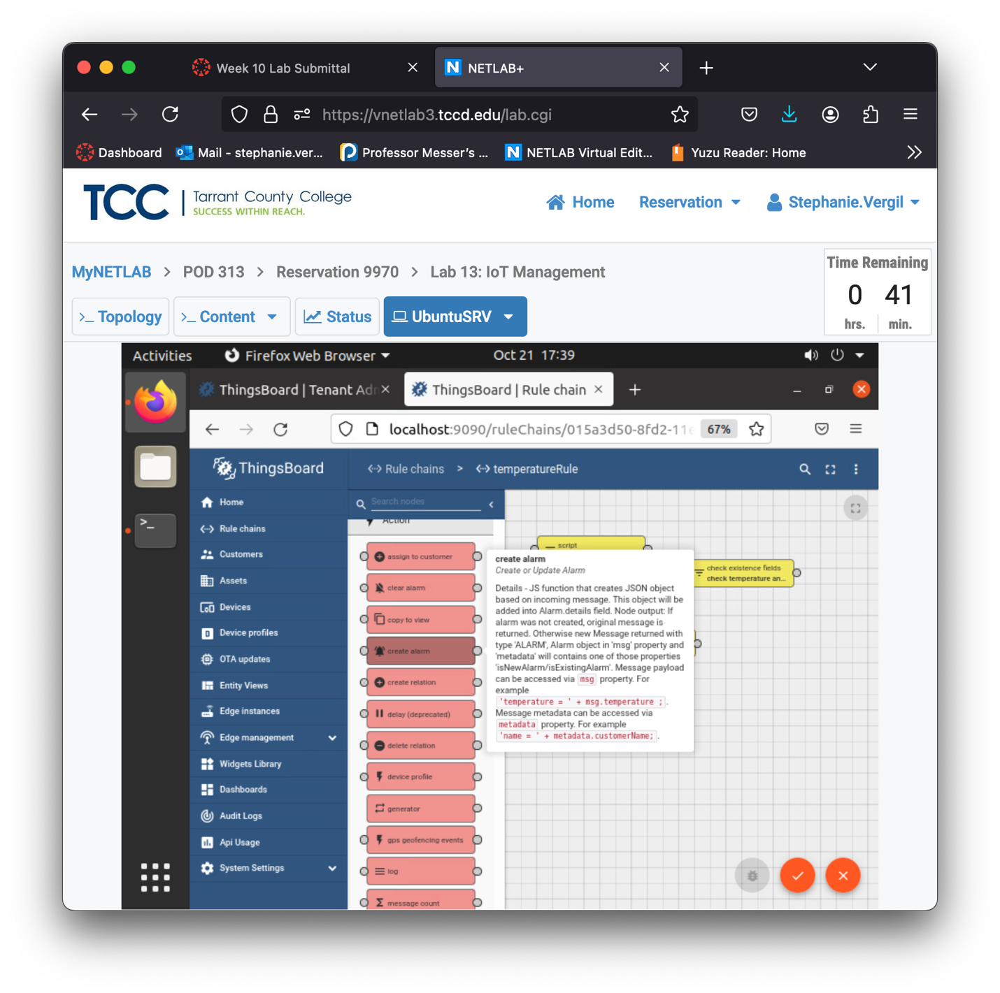 Week 10 Lab Submittal
NETLAB+
https://vnetlab3.tccd.edu/lab.cgi
Dashboard
Mail - stephanie.ver...
Professor Messer's ...
NETLAB Virtual Edit...
Yuzu Reader: Home
TCC
Tarrant County College
SUCCESS WITHIN REACH.
Home
Reservation
Stephanie.Vergil
MyNETLAB > POD 313 > Reservation 9970 > Lab 13: IoT Management
Time Remaining
0 41
hrs. min.
>_ Topology
>_ Content
Status
UbuntuSRV
Activities
Firefox Web Browser
Oct 21 17:39
ThingsBoard | Tenant Adm
ThingsBoard | Rule chain
localhost:9090/ruleChains/015a3d50-8fd2-11e
67%
ThingsBoard
Rule chains > temperatureRule
Home
Rule chains
Customers
Assets
Devices
Device profiles
OTA updates
Entity Views
Edge instances
Edge management
Widgets Library
Dashboards
Audit Logs
Api Usage
System Settings
Search nodes
Action
assign to customer
clear alarm
copy to view
create alarm
create relation
delay (deprecated)
delete relation
device profile
generator
gps geofencing events
log
message count
script
check existence fields
check temperature an...
create alarm
Create or Update Alarm
Details - JS function that creates JSON object
based on incoming message. This object will be
added into Alarm.details field. Node output: If
alarm was not created, original message is
returned. Otherwise new Message returned with
type 'ALARM', Alarm object in 'msg' property and
'metadata' will contains one of those properties
'isNewAlarm/isExistingAlarm'. Message payload
can be accessed via msg property. For
example
'temperature = ' + msg.temperature ; .
Message metadata can be accessed via
metadata property. For example
'name = ' + metadata.customerName; .